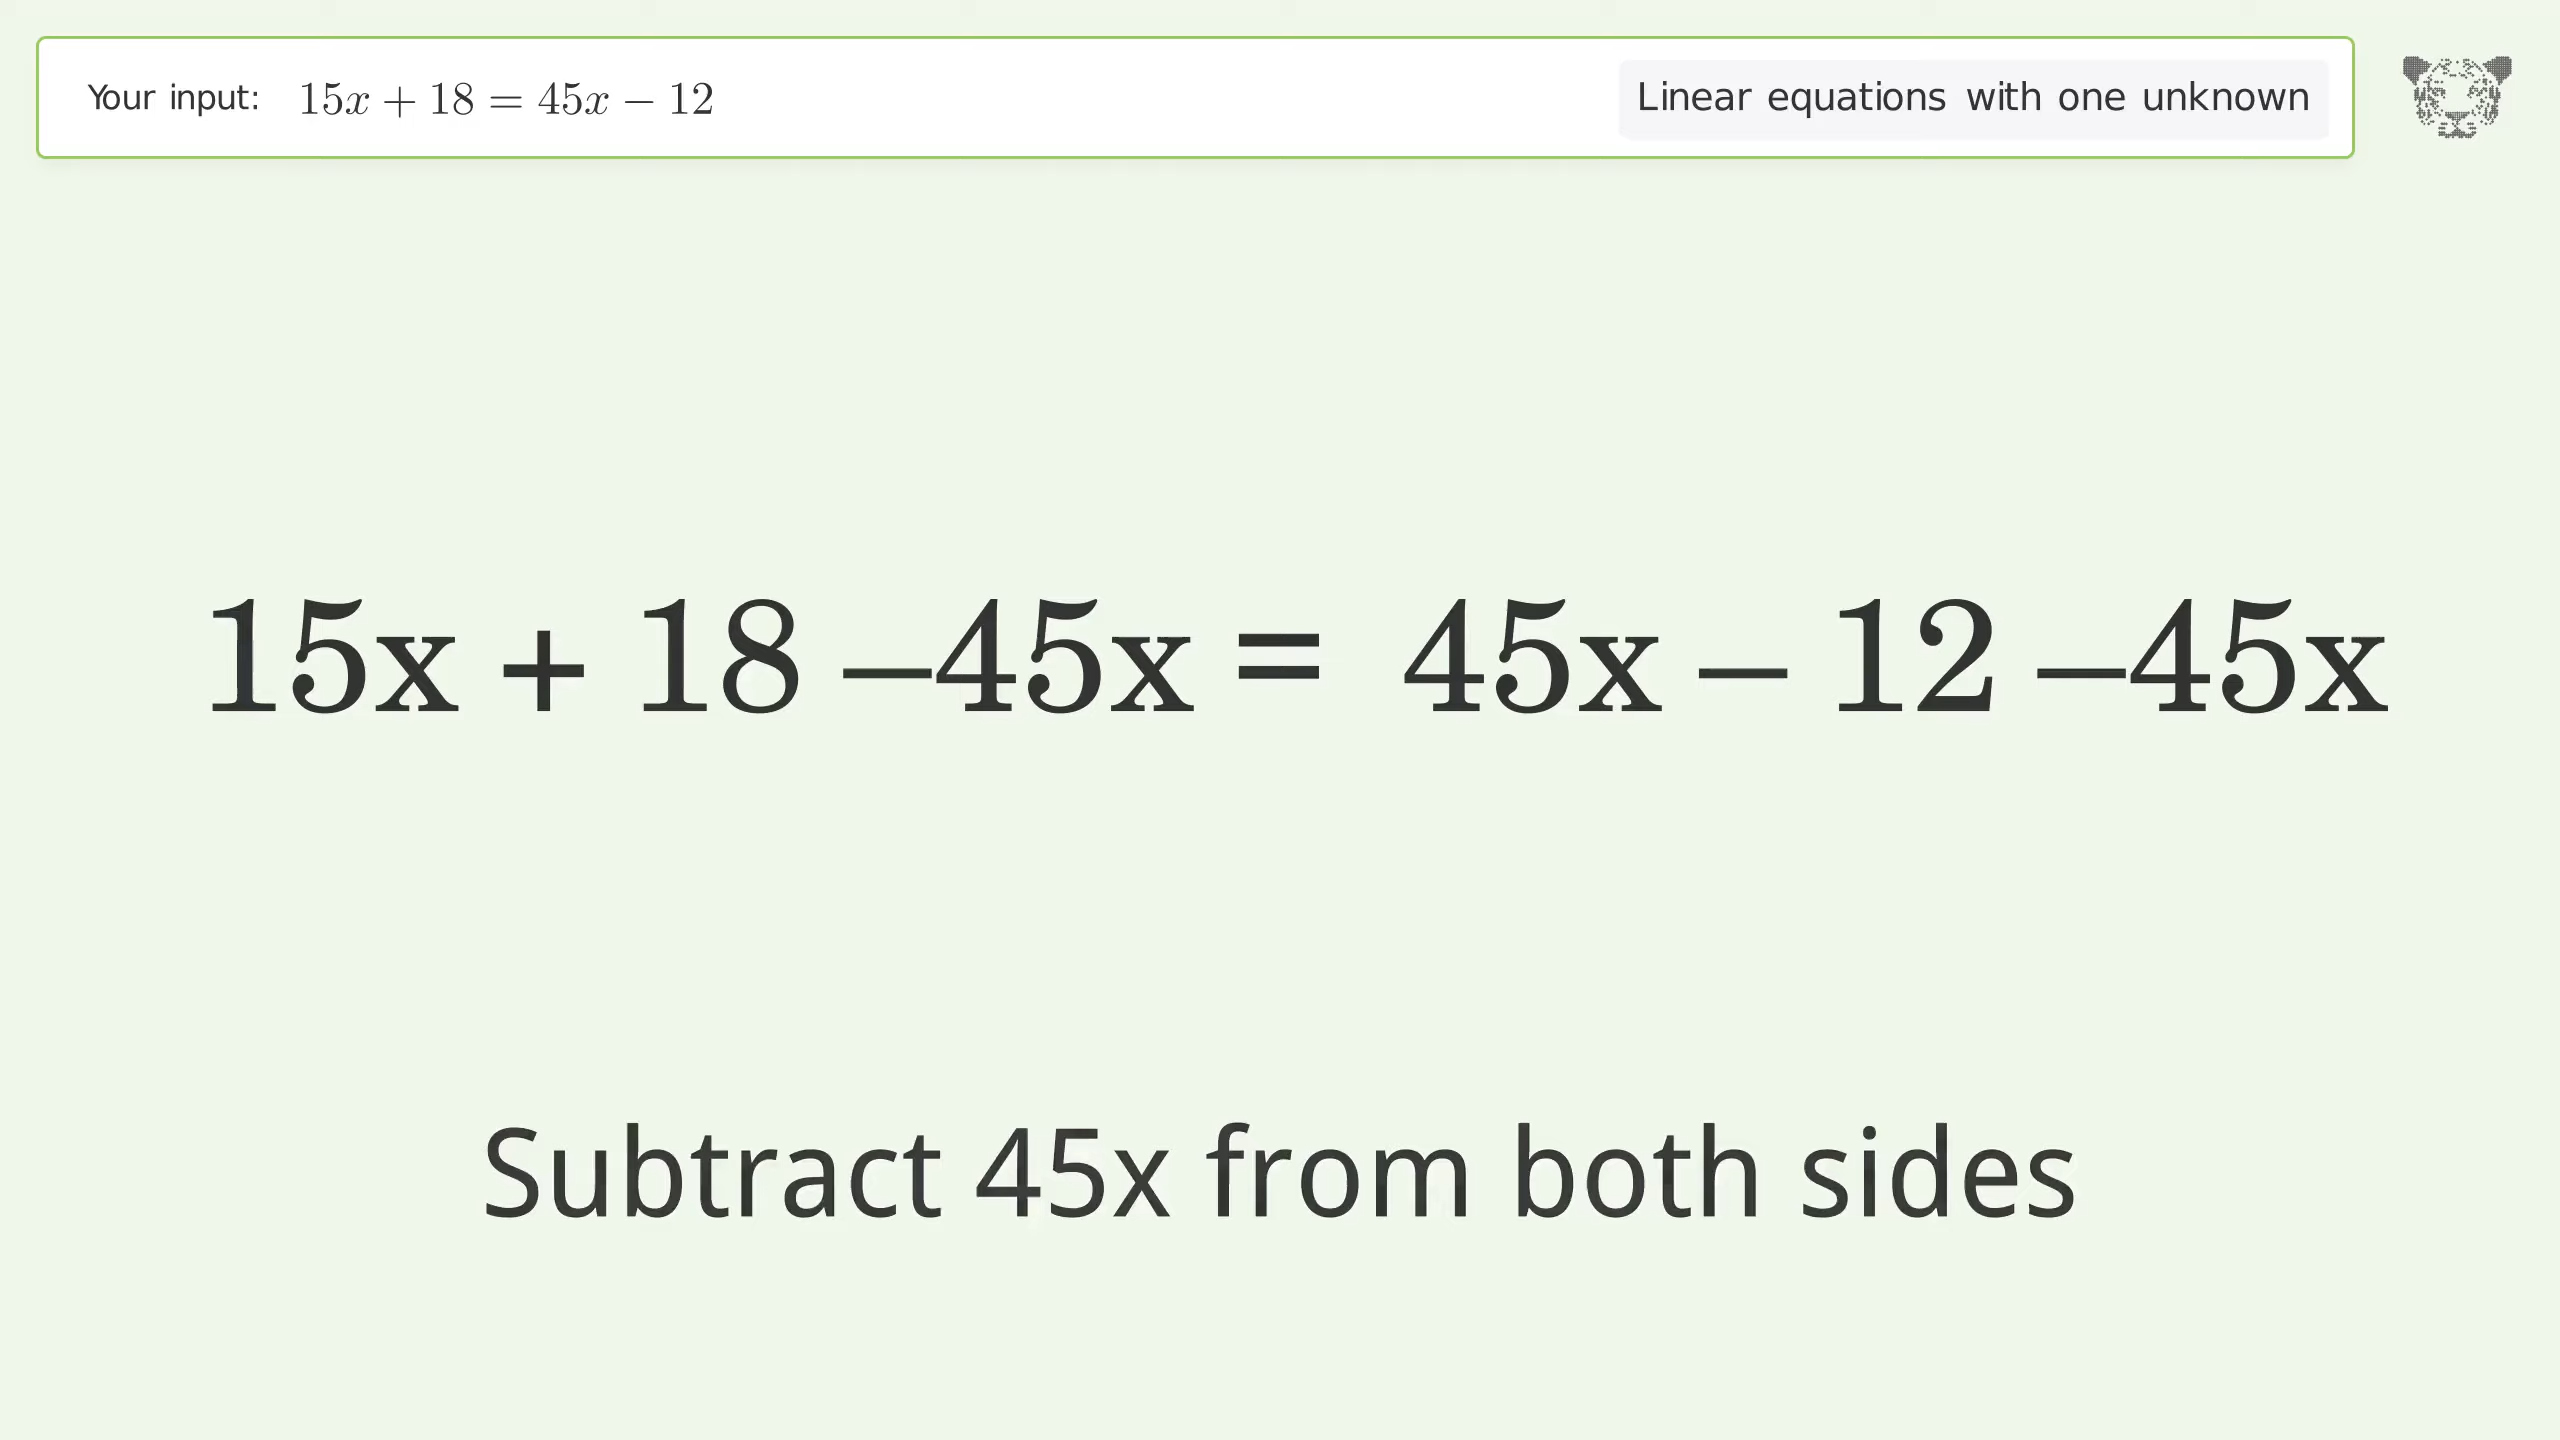 Your input: 15x + 18 = 45x − 12 Linear equations with one unknown
15x + 18 –45x = 45x – 12 –45x
Subtract 45x from both sides